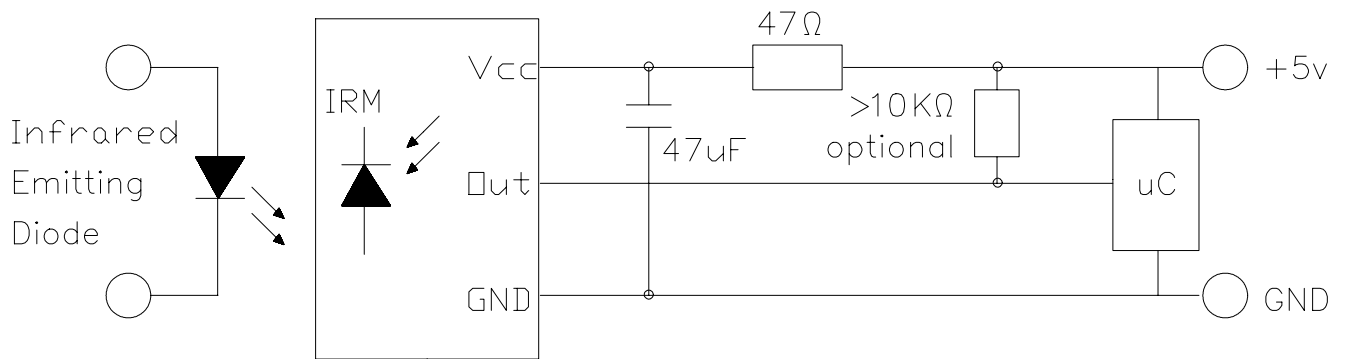 Infrared
Emitting
Diode
IRM
Vcc
Out
GND
47Ω
47uF
>10KΩ
optional
uC
+5v
GND